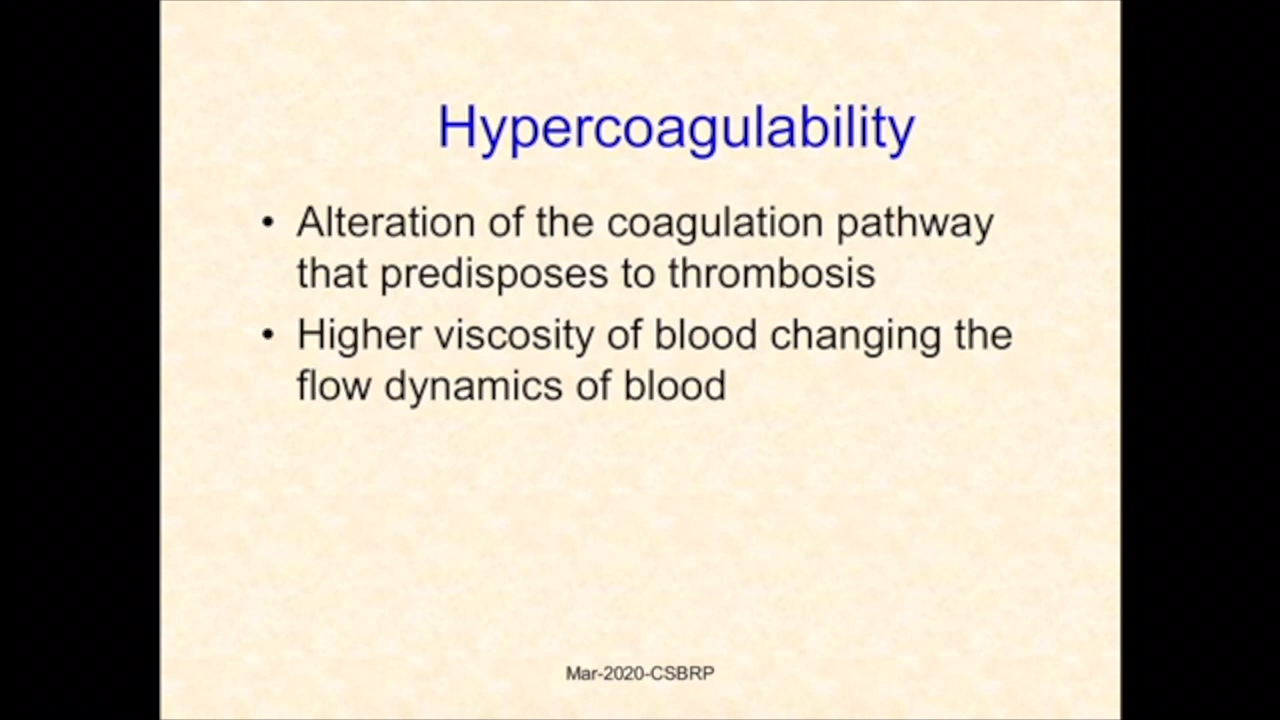 Hypercoagulability
• Alteration of the coagulation pathway
that predisposes to thrombosis
• Higher viscosity of blood changing the
flow dynamics of blood
Mar-2020-CSBRP